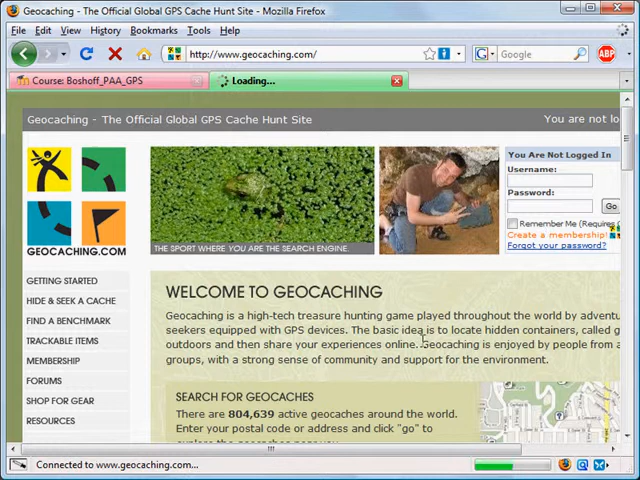 Geocaching - The Official Global GPS Cache Hunt Site - Mozilla Firefox
File Edit View History Bookmarks Tools Help
http://www.geocaching.com/
Google
ABP
Course: Boshoff_PAA_GPS
Loading...
Geocaching - The Official Global GPS Cache Hunt Site
You are not lo
GEOCACHING.COM
THE SPORT WHERE YOU ARE THE SEARCH ENGINE.
You Are Not Logged In
Username:
Password:
Go
Remember Me (Requires C
Create a membership!
Forgot your password?
GETTING STARTED
HIDE & SEEK A CACHE
FIND A BENCHMARK
TRACKABLE ITEMS
MEMBERSHIP
FORUMS
SHOP FOR GEAR
RESOURCES
WELCOME TO GEOCACHING
Geocaching is a high-tech treasure hunting game played throughout the world by adventu
seekers equipped with GPS devices. The basic idea is to locate hidden containers, called g
outdoors and then share your experiences online. Geocaching is enjoyed by people from a
groups, with a strong sense of community and support for the environment.
SEARCH FOR GEOCACHES
There are 804,639 active geocaches around the world.
Enter your postal code or address and click "go" to
Connected to www.geocaching.com...